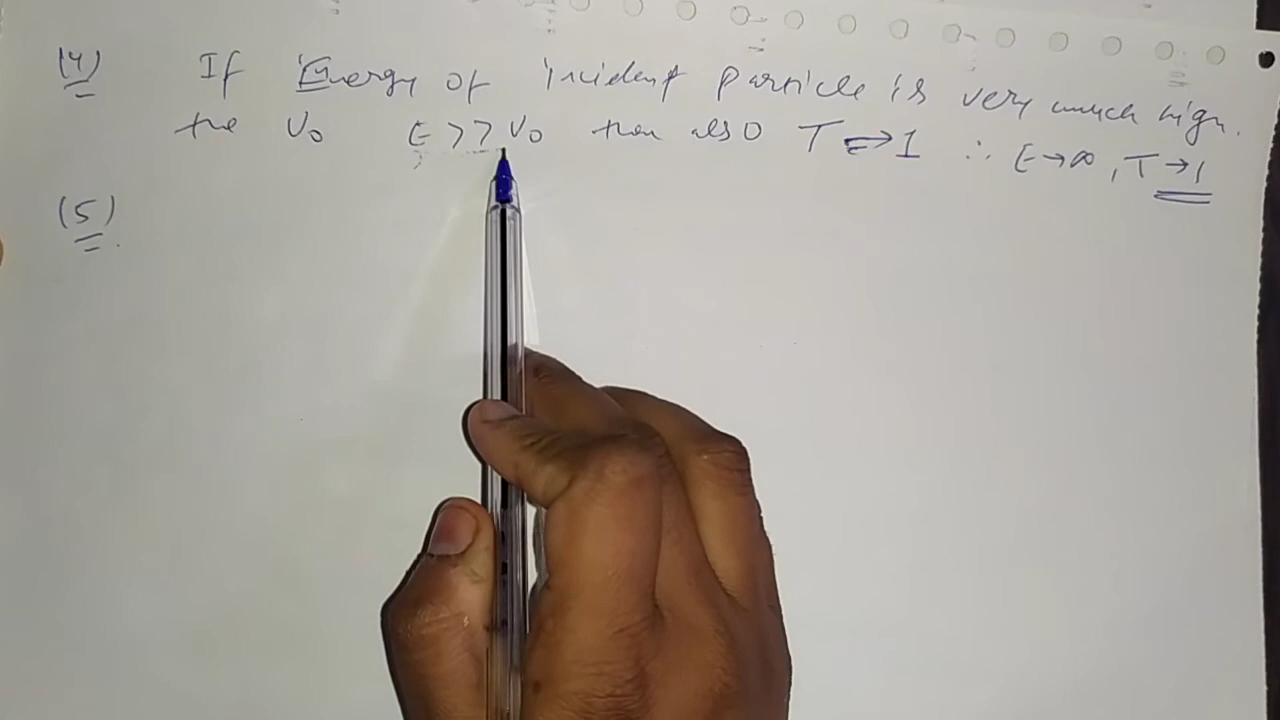 (4) If Energy of incident particle is very much high.
the V₀ E >> V₀ then also T ⇒ 1 ∴ E → ∞, T → 1
(5)